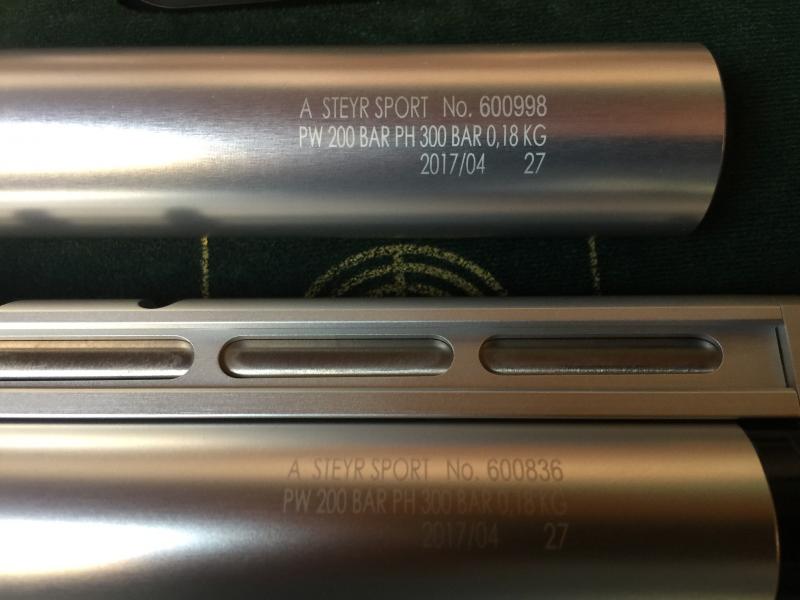 A STEYR SPORT No. 600998
PW 200 BAR PH 300 BAR 0,18 KG
2017/04 27
A STEYR SPORT No. 600836
PW 200 BAR PH 300 BAR 0,18 KG
2017/04 27